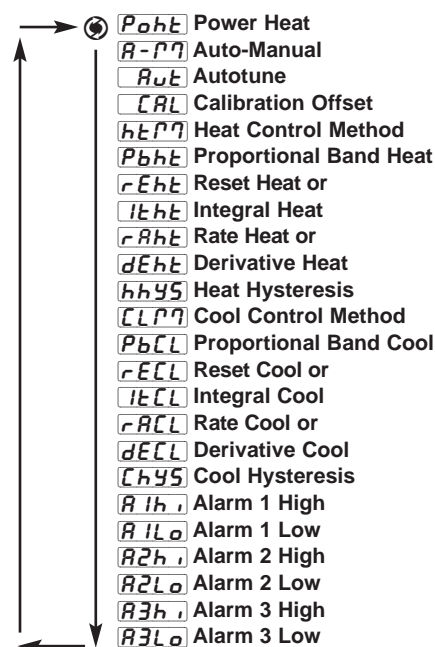 Poht Power Heat
A-M Auto-Manual
Aut Autotune
CAL Calibration Offset
htM Heat Control Method
Pbht Proportional Band Heat
rEht Reset Heat or
Itht Integral Heat
rAht Rate Heat or
dEht Derivative Heat
hhYS Heat Hysteresis
CLM Cool Control Method
PbCL Proportional Band Cool
rECL Reset Cool or
ItCL Integral Cool
rACL Rate Cool or
dECL Derivative Cool
ChYS Cool Hysteresis
A1hi Alarm 1 High
A1Lo Alarm 1 Low
A2hi Alarm 2 High
A2Lo Alarm 2 Low
A3hi Alarm 3 High
A3Lo Alarm 3 Low